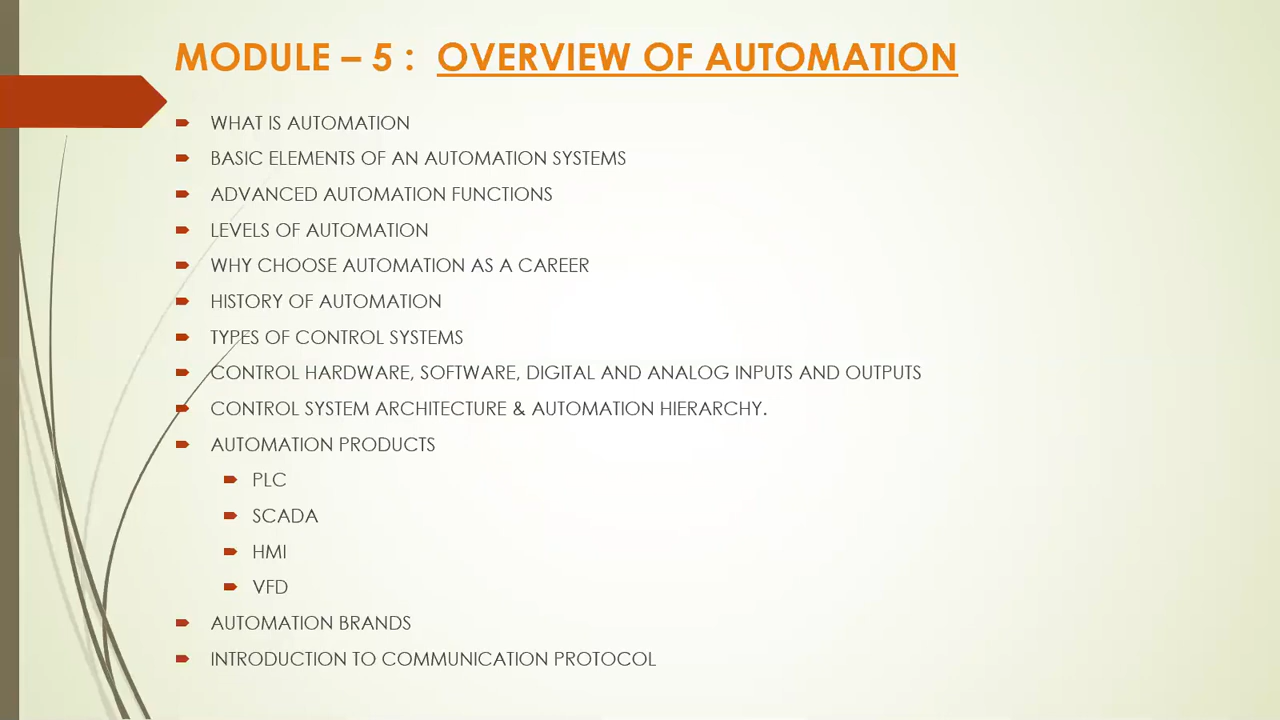 MODULE – 5 : OVERVIEW OF AUTOMATION
WHAT IS AUTOMATION
BASIC ELEMENTS OF AN AUTOMATION SYSTEMS
ADVANCED AUTOMATION FUNCTIONS
LEVELS OF AUTOMATION
WHY CHOOSE AUTOMATION AS A CAREER
HISTORY OF AUTOMATION
TYPES OF CONTROL SYSTEMS
CONTROL HARDWARE, SOFTWARE, DIGITAL AND ANALOG INPUTS AND OUTPUTS
CONTROL SYSTEM ARCHITECTURE & AUTOMATION HIERARCHY.
AUTOMATION PRODUCTS
PLC
SCADA
HMI
VFD
AUTOMATION BRANDS
INTRODUCTION TO COMMUNICATION PROTOCOL